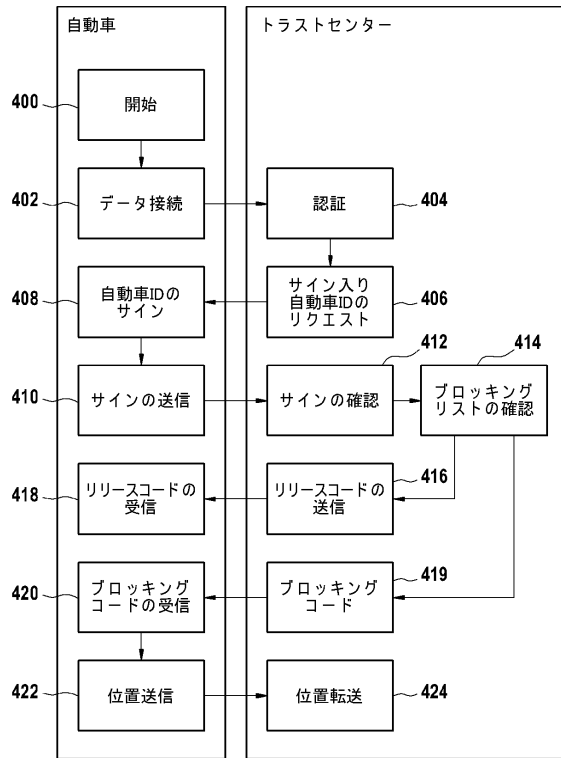 自動車
トラストセンター
400
開始
402
データ接続
認証
404
408
自動車IDの
サイン
サイン入り
自動車IDの
リクエスト
406
412
414
410
サインの送信
サインの確認
ブロッキング
リストの確認
418
リリースコードの
受信
リリースコードの
送信
416
420
ブロッキング
コードの受信
ブロッキング
コード
419
422
位置送信
位置転送
424